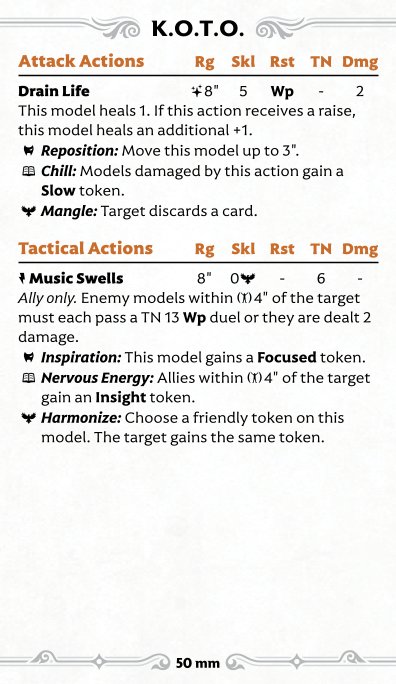 K.O.T.O.
Attack Actions Rg Skl Rst TN Dmg
Drain Life 8" 5 Wp - 2
This model heals 1. If this action receives a raise,
this model heals an additional +1.
Reposition: Move this model up to 3".
Chill: Models damaged by this action gain a
Slow token.
Mangle: Target discards a card.
Tactical Actions Rg Skl Rst TN Dmg
Music Swells 8" 0 - 6 -
Ally only. Enemy models within 4" of the target
must each pass a TN 13 Wp duel or they are dealt 2
damage.
Inspiration: This model gains a Focused token.
Nervous Energy: Allies within 4" of the target
gain an Insight token.
Harmonize: Choose a friendly token on this
model. The target gains the same token.
50 mm